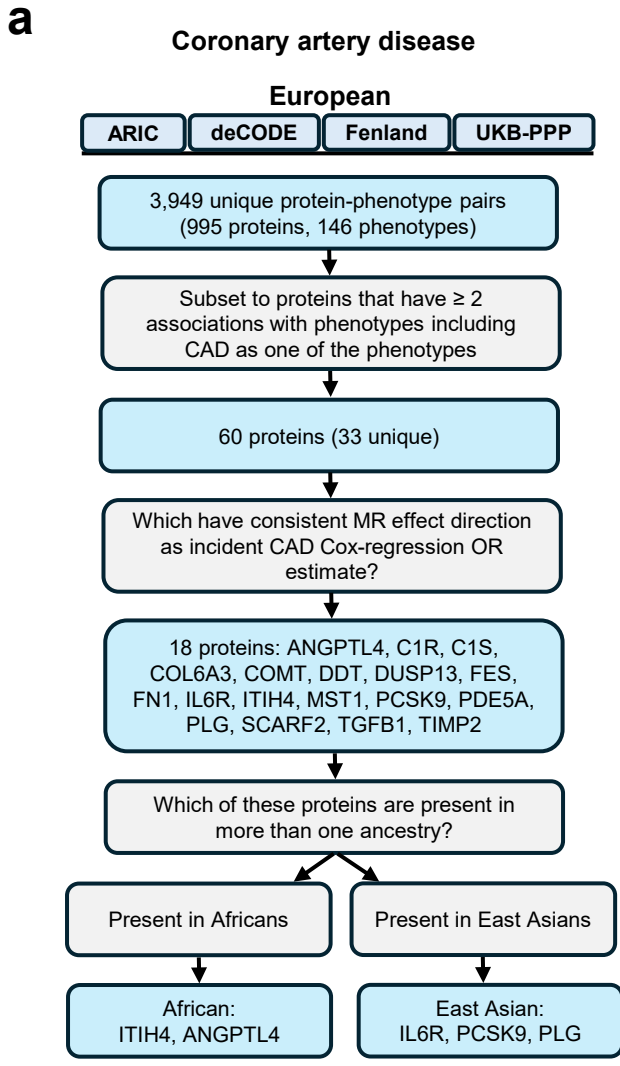 a
Coronary artery disease
European
ARIC deCODE Fenland UKB-PPP
3,949 unique protein-phenotype pairs
(995 proteins, 146 phenotypes)
Subset to proteins that have ≥ 2
associations with phenotypes including
CAD as one of the phenotypes
60 proteins (33 unique)
Which have consistent MR effect direction
as incident CAD Cox-regression OR
estimate?
18 proteins: ANGPTL4, C1R, C1S,
COL6A3, COMT, DDT, DUSP13, FES,
FN1, IL6R, ITIH4, MST1, PCSK9, PDE5A,
PLG, SCARF2, TGFB1, TIMP2
Which of these proteins are present in
more than one ancestry?
Present in Africans
Present in East Asians
African:
ITIH4, ANGPTL4
East Asian:
IL6R, PCSK9, PLG